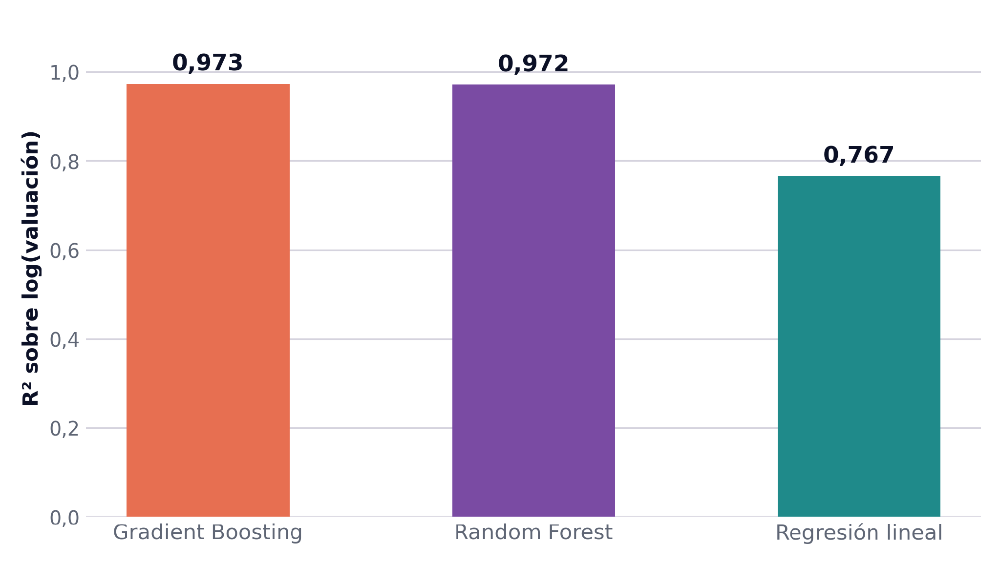 0,973
0,972
0,767
1,0
0,8
0,6
0,4
0,2
0,0
R² sobre log(valuación)
Gradient Boosting
Random Forest
Regresión lineal